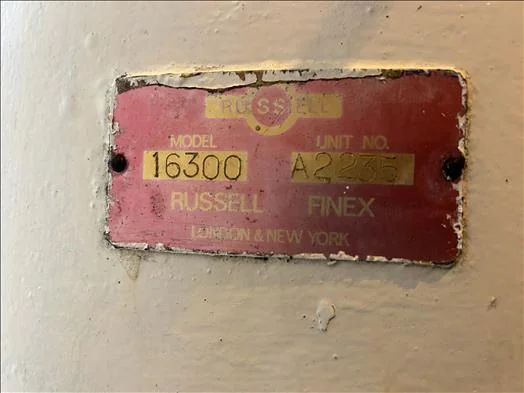 RUSSELL
MODEL UNIT NO.
16300 A2235
RUSSELL FINEX
LONDON & NEW YORK